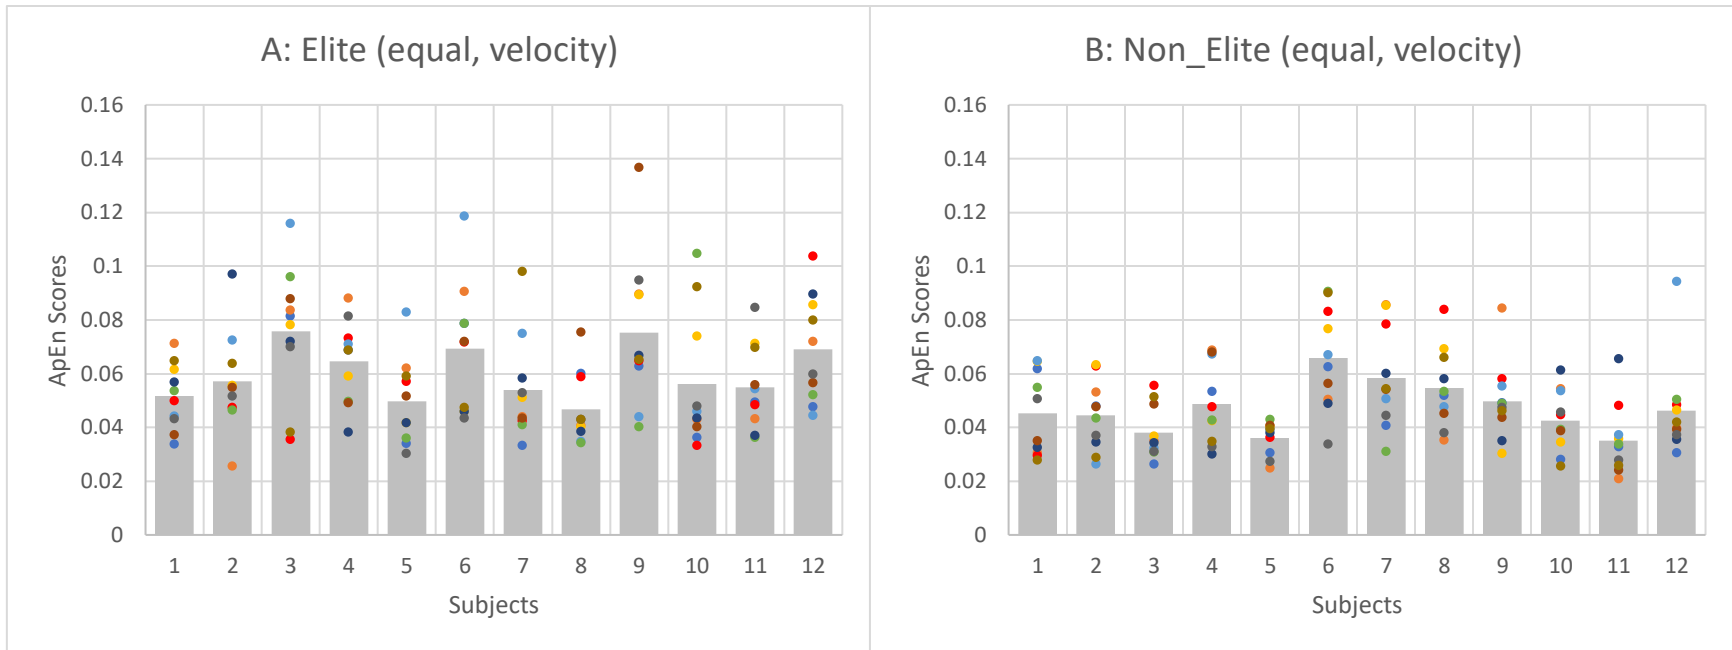 A: Elite (equal, velocity)
0.16
0.14
0.12
0.1
0.08
0.06
0.04
0.02
0
ApEn Scores
1 2 3 4 5 6 7 8 9 10 11 12
Subjects
B: Non_Elite (equal, velocity)
0.16
0.14
0.12
0.1
0.08
0.06
0.04
0.02
0
ApEn Scores
1 2 3 4 5 6 7 8 9 10 11 12
Subjects